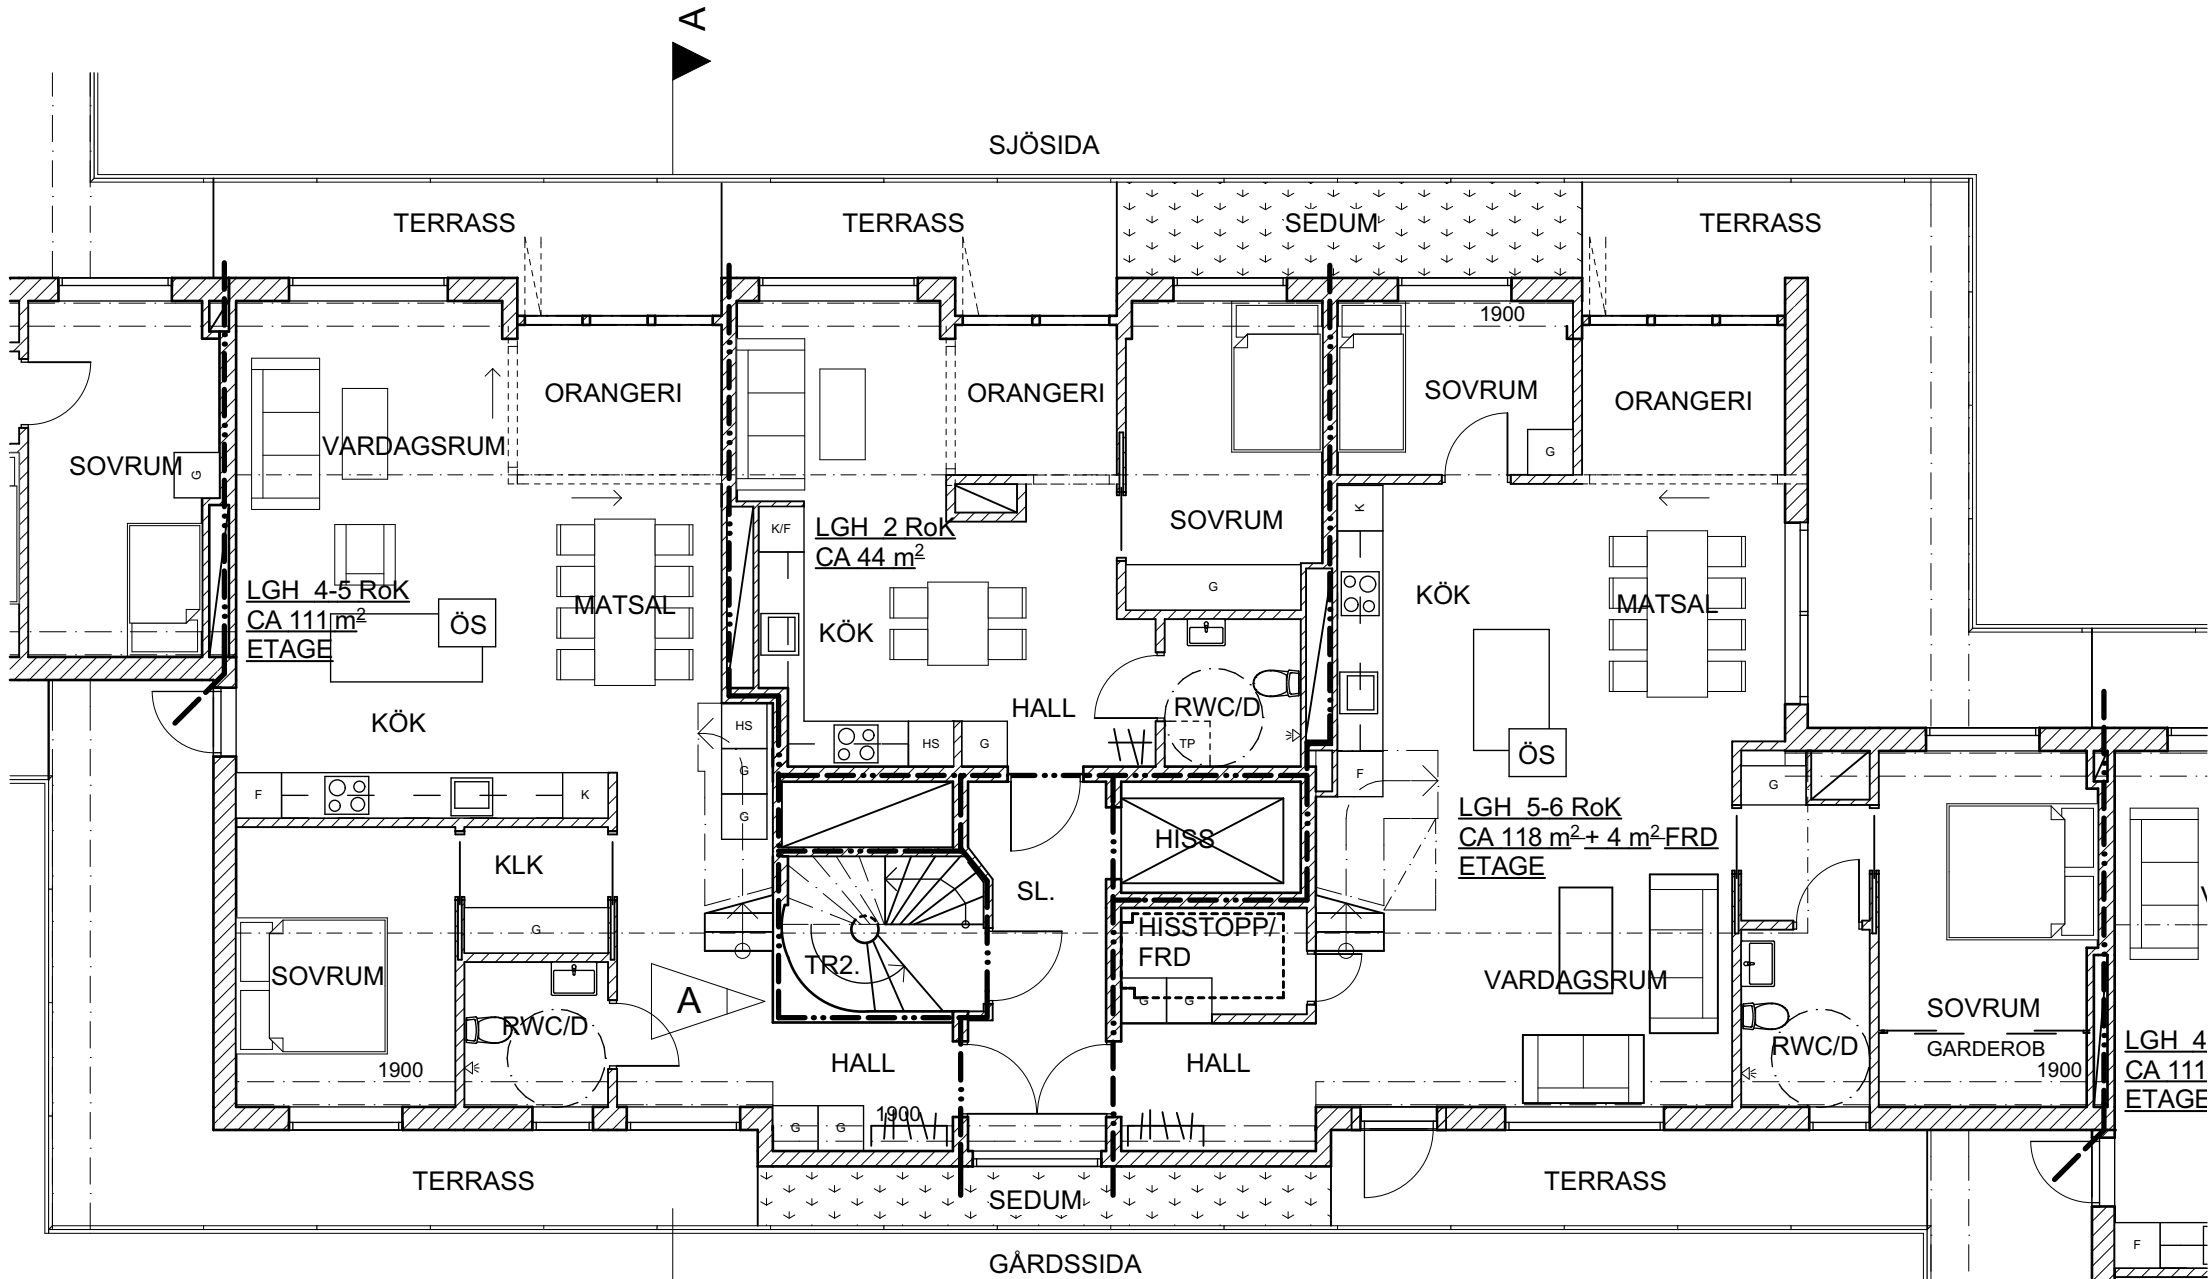 A
SJÖSIDA
TERRASS
TERRASS
SEDUM
TERRASS
1900
ORANGERI
ORANGERI
SOVRUM
ORANGERI
VARDAGSRUM
SOVRUM
G
G
K
LGH 2 RoK
CA 44 m²
K/F
SOVRUM
LGH 4-5 RoK
CA 111 m²
ETAGE
ÖS
MATSAL
KÖK
G
KÖK
MATSAL
KÖK
HALL
RWC/D
TP
HS
HS
G
G
G
ÖS
F
K
F
G
LGH 5-6 RoK
CA 118 m² + 4 m² FRD
ETAGE
HISS
KLK
SL.
G
HISSTOPP/
FRD
SOVRUM
TR2.
VARDAGSRUM
A
G
G
SOVRUM
RWC/D
RWC/D
GARDEROB
1900
HALL
HALL
1900
LGH 4
CA 111
ETAGE
G
G
1900
TERRASS
SEDUM
TERRASS
F
GÅRDSSIDA